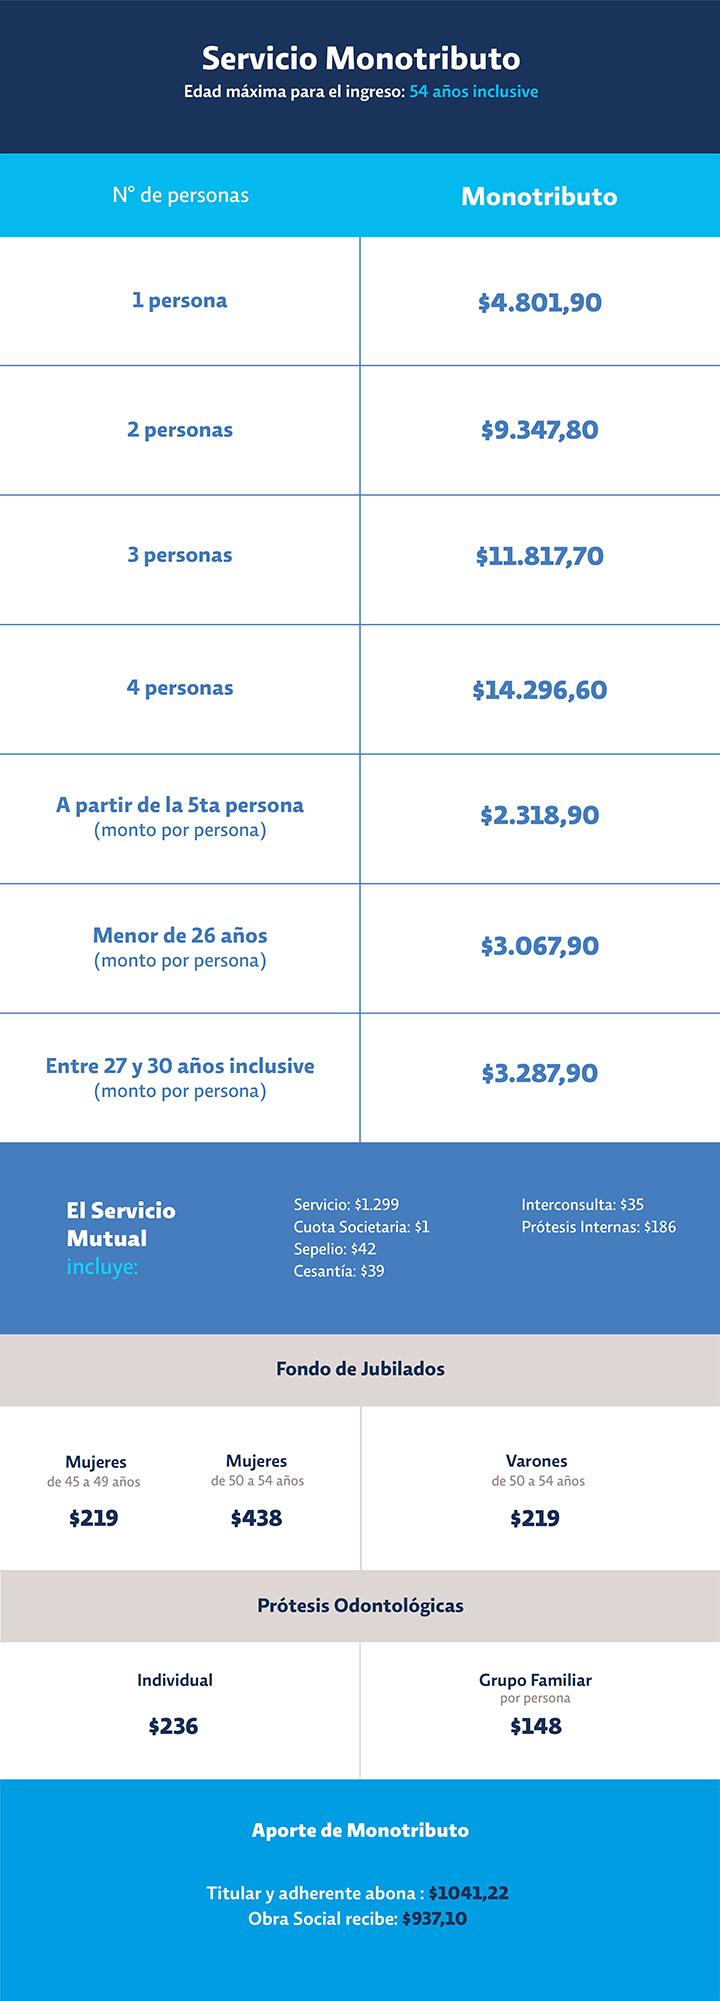 Servicio Monotributo
Edad máxima para el ingreso: 54 años inclusive
N° de personas
Monotributo
1 persona
$4.801,90
2 personas
$9.347,80
3 personas
$11.817,70
4 personas
$14.296,60
A partir de la 5ta persona
(monto por persona)
$2.318,90
Menor de 26 años
(monto por persona)
$3.067,90
Entre 27 y 30 años inclusive
(monto por persona)
$3.287,90
El Servicio
Mutual
incluye:
Servicio: $1.299
Cuota Societaria: $1
Sepelio: $42
Cesantía: $39
Interconsulta: $35
Prótesis Internas: $186
Fondo de Jubilados
Mujeres
de 45 a 49 años
$219
Mujeres
de 50 a 54 años
$438
Varones
de 50 a 54 años
$219
Prótesis Odontológicas
Individual
$236
Grupo Familiar
por persona
$148
Aporte de Monotributo
Titular y adherente abona : $1041,22
Obra Social recibe: $937,10